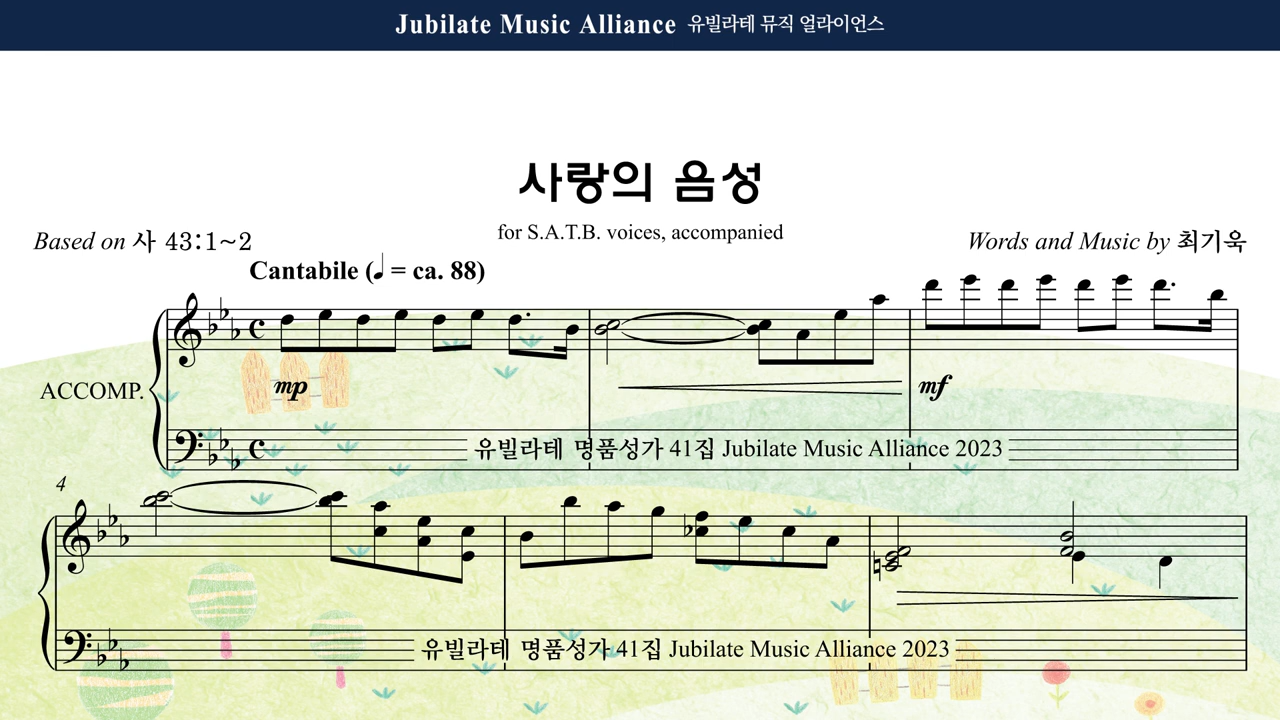 Jubilate Music Alliance 유빌라테 뮤직 얼라이언스
사랑의 음성
for S.A.T.B. voices, accompanied
Based on 사 43:1~2
Words and Music by 최기욱
Cantabile (♩ = ca. 88)
ACCOMP.
mp
mf
유빌라테 명품성가 41집 Jubilate Music Alliance 2023
4
유빌라테 명품성가 41집 Jubilate Music Alliance 2023